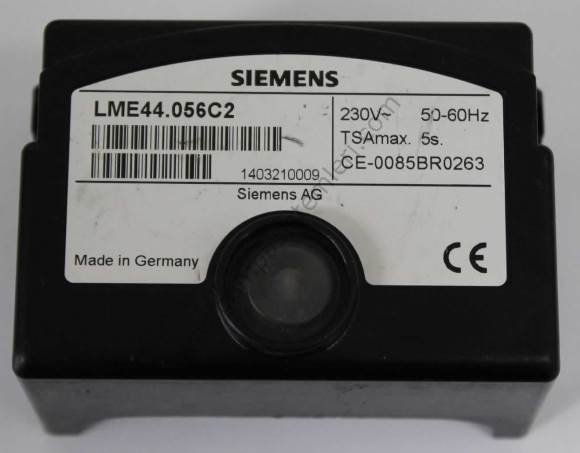 SIEMENS
LME44.056C2
230V~ 50-60Hz
TSAmax. 5s.
CE-0085BR0263
1403210009
Siemens AG
Made in Germany
CE